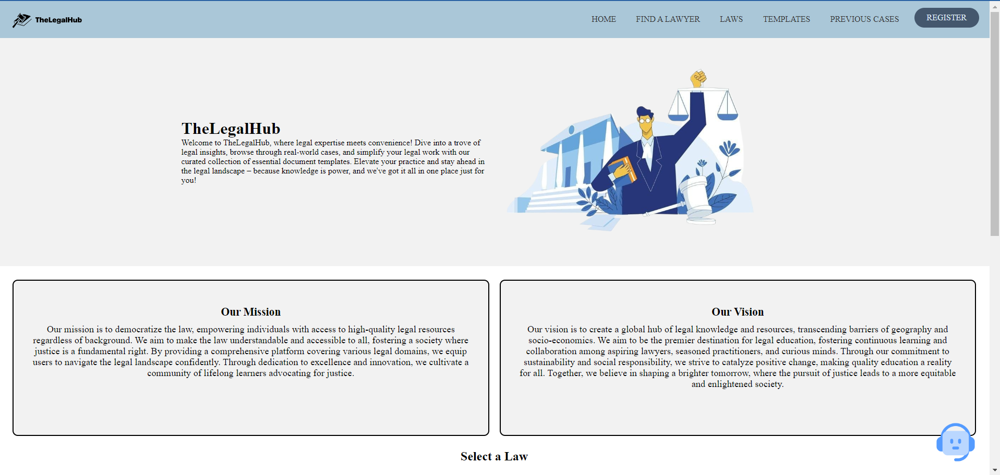 TheLegalHub
HOME
FIND A LAWYER
LAWS
TEMPLATES
PREVIOUS CASES
REGISTER
TheLegalHub
Welcome to TheLegalHub, where legal expertise meets convenience! Dive into a trove of
legal insights, browse through real-world cases, and simplify your legal work with our
curated collection of essential document templates. Elevate your practice and stay ahead in
the legal landscape – because knowledge is power, and we've got it all in one place just for
you!
Our Mission
Our mission is to democratize the law, empowering individuals with access to high-quality legal resources
regardless of background. We aim to make the law understandable and accessible to all, fostering a society where
justice is a fundamental right. By providing a comprehensive platform covering various legal domains, we equip
users to navigate the legal landscape confidently. Through dedication to excellence and innovation, we cultivate a
community of lifelong learners advocating for justice.
Our Vision
Our vision is to create a global hub of legal knowledge and resources, transcending barriers of geography and
socio-economics. We aim to be the premier destination for legal education, fostering continuous learning and
collaboration among aspiring lawyers, seasoned practitioners, and curious minds. Through our commitment to
sustainability and social responsibility, we strive to catalyze positive change, making quality education a reality
for all. Together, we believe in shaping a brighter tomorrow, where the pursuit of justice leads to a more equitable
and enlightened society.
Select a Law